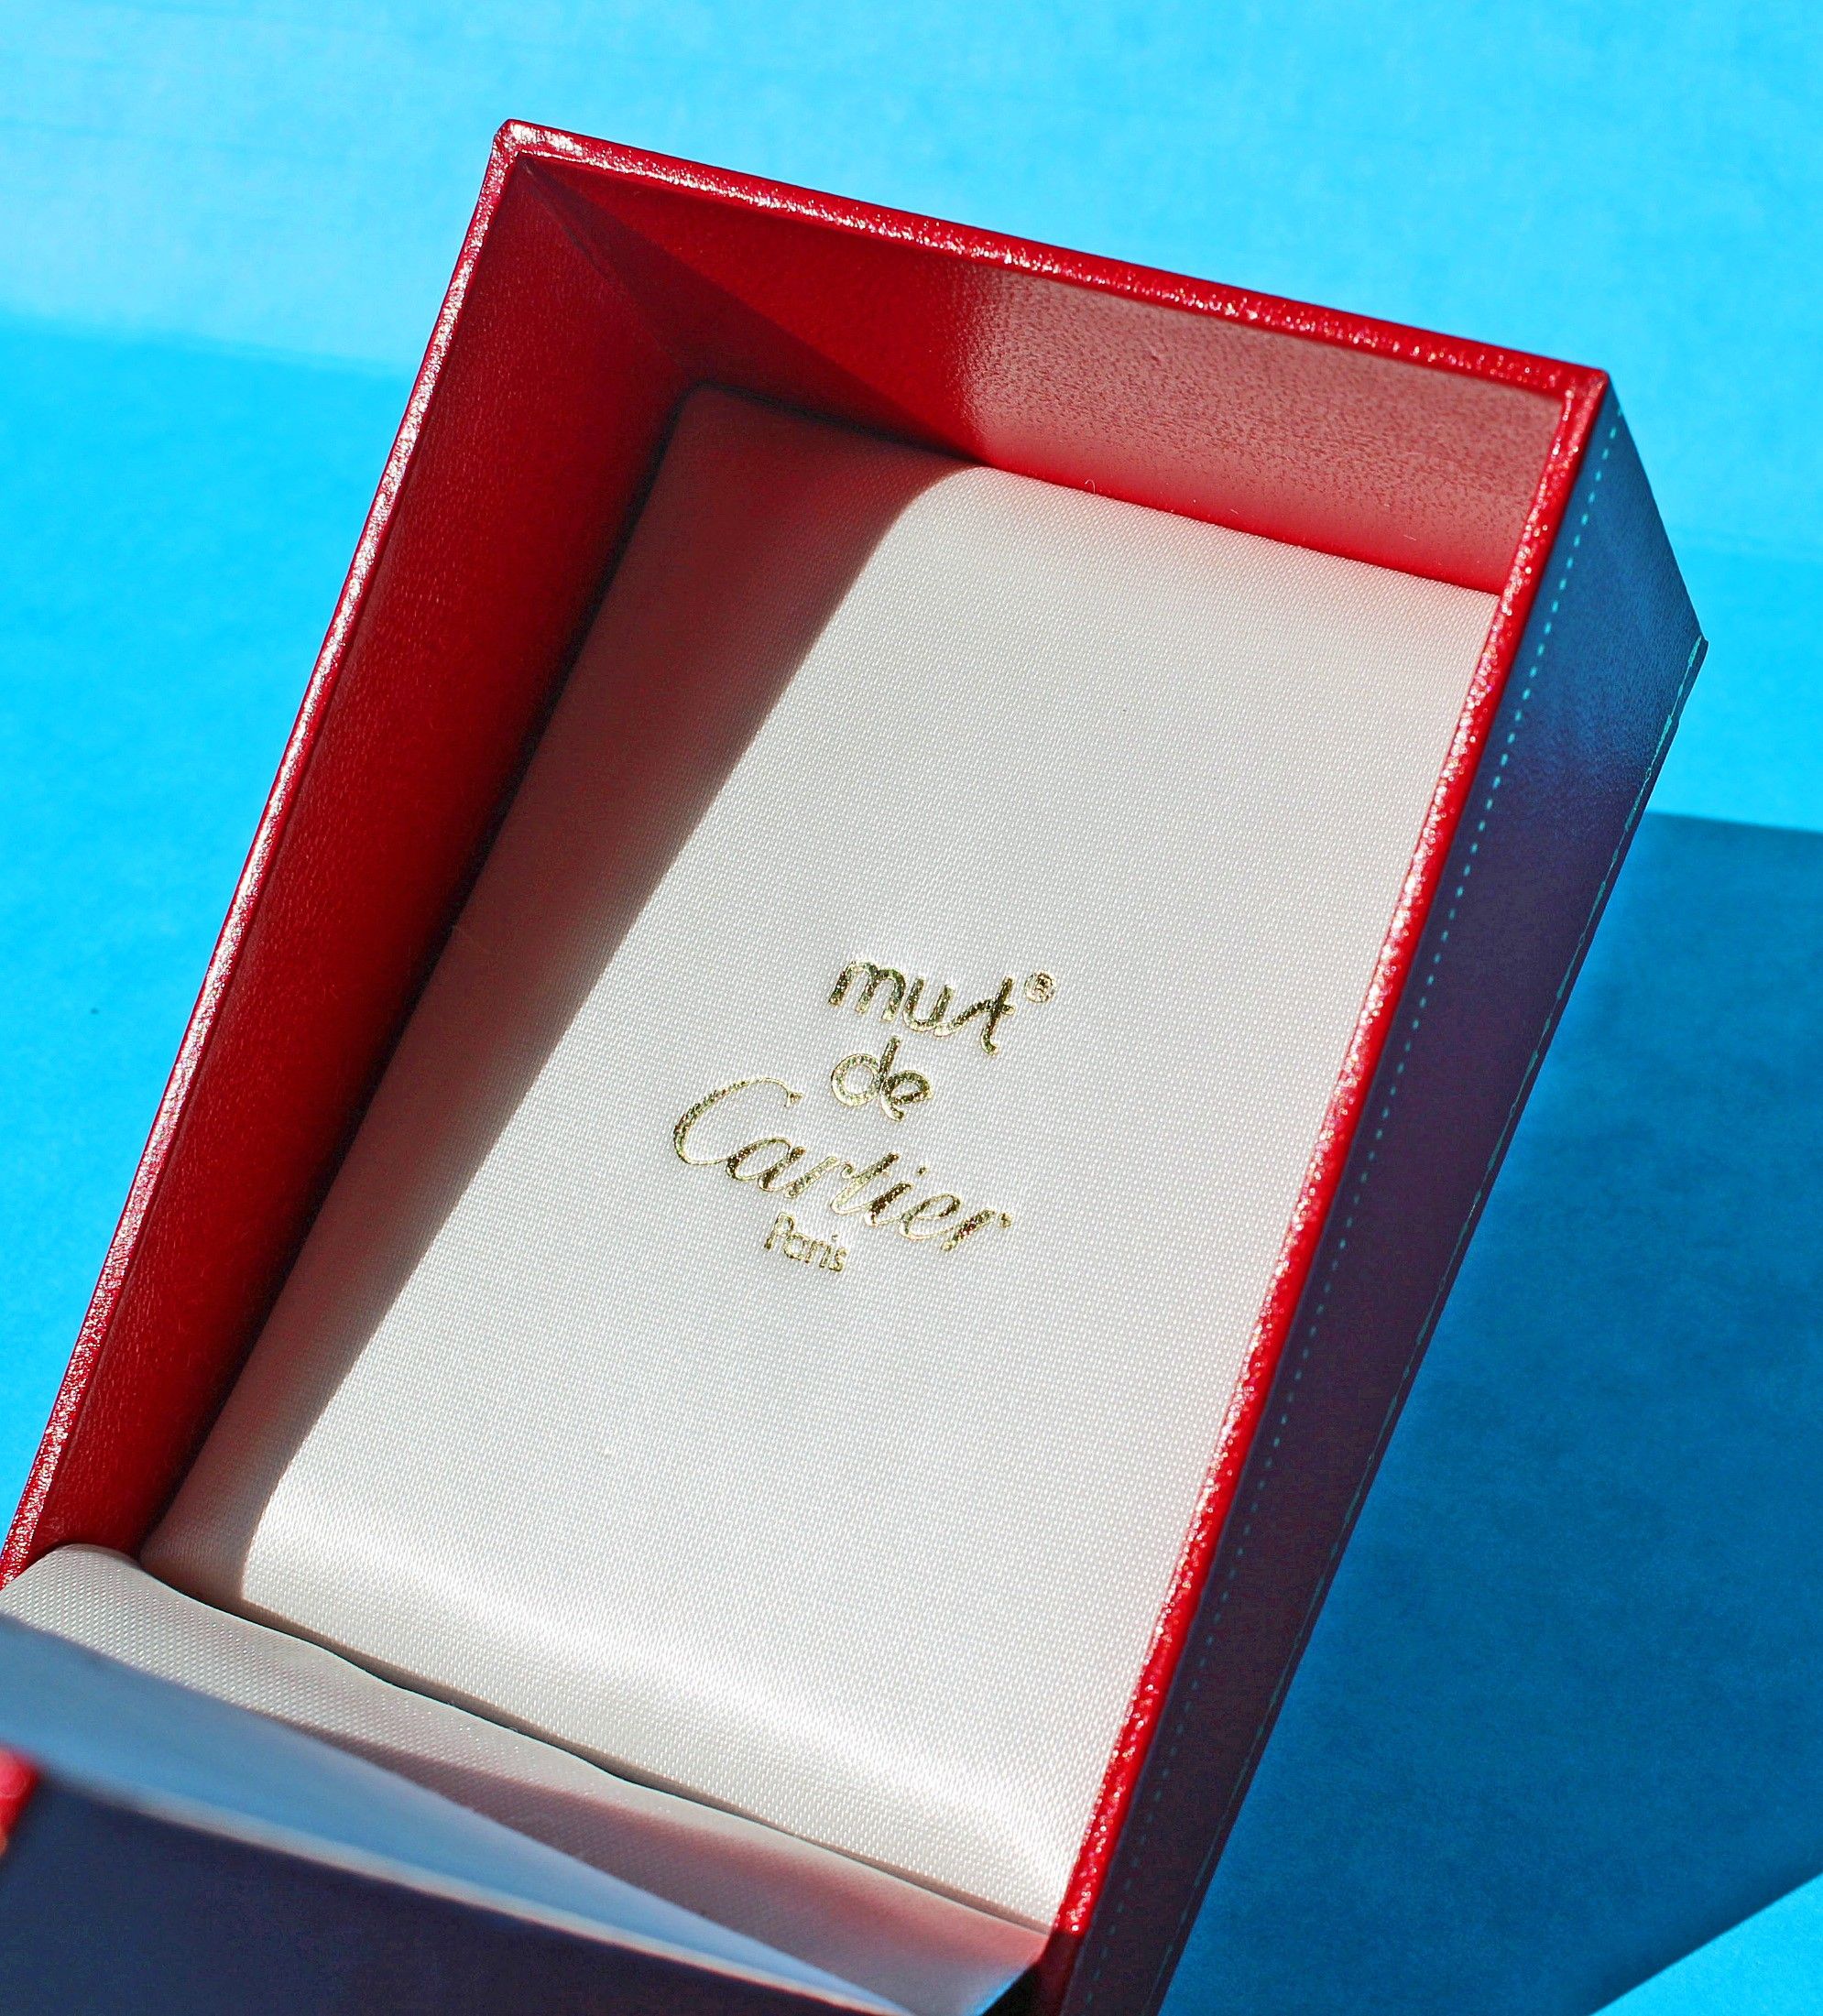 must®
de
Cartier
Paris